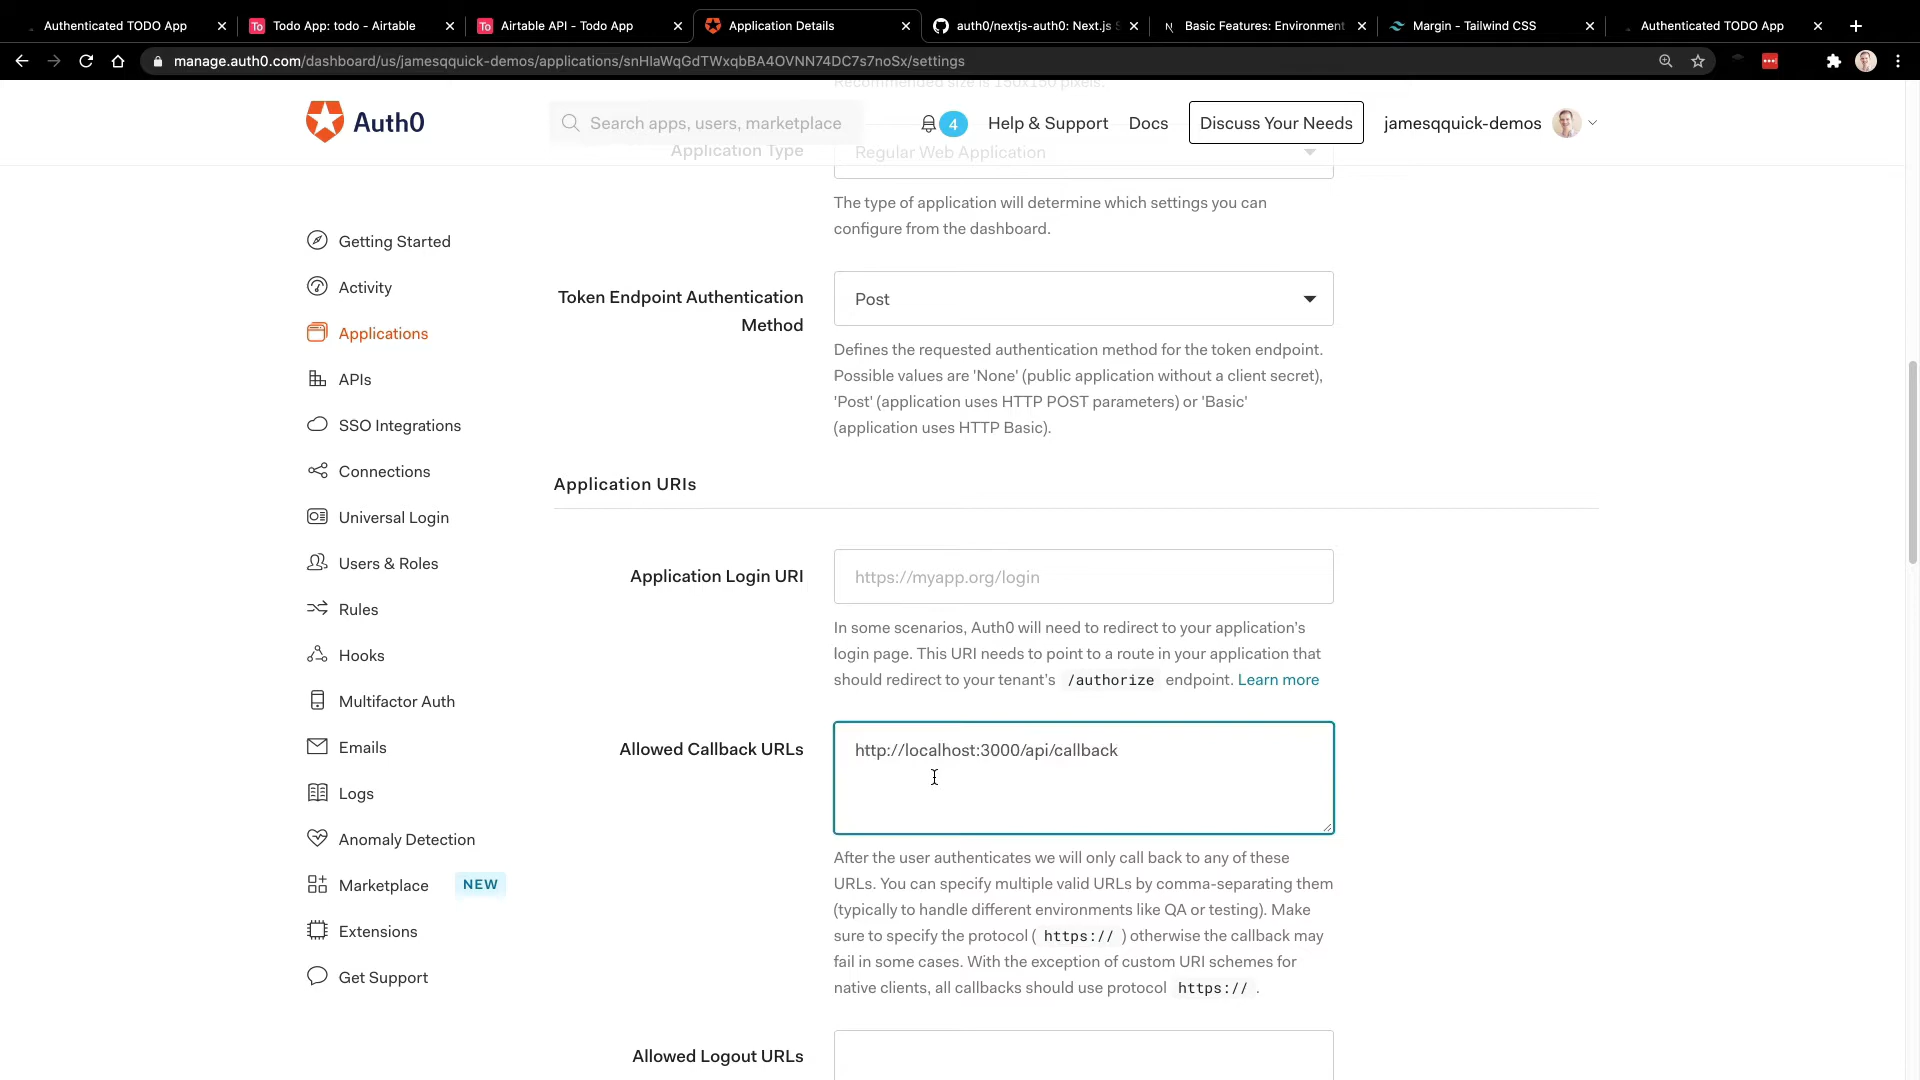 Authenticated TODO App
Todo App: todo - Airtable
Airtable API - Todo App
Application Details
auth0/nextjs-auth0: Next.js S
Basic Features: Environment
Margin - Tailwind CSS
Authenticated TODO App
manage.auth0.com/dashboard/us/jamesqquick-demos/applications/snHIaWqGdTWxqbBA4OVNN74DC7s7noSx/settings
Recommended size is 150x150 pixels.
Auth0
Search apps, users, marketplace
4
Help & Support
Docs
Discuss Your Needs
jamesqquick-demos
Application Type
Regular Web Application
The type of application will determine which settings you can
configure from the dashboard.
Getting Started
Activity
Applications
APIs
SSO Integrations
Connections
Universal Login
Users & Roles
Rules
Hooks
Multifactor Auth
Emails
Logs
Anomaly Detection
Marketplace NEW
Extensions
Get Support
Token Endpoint Authentication
Method
Post
Defines the requested authentication method for the token endpoint.
Possible values are 'None' (public application without a client secret),
'Post' (application uses HTTP POST parameters) or 'Basic'
(application uses HTTP Basic).
Application URIs
Application Login URI
https://myapp.org/login
In some scenarios, Auth0 will need to redirect to your application's
login page. This URI needs to point to a route in your application that
should redirect to your tenant's /authorize endpoint. Learn more
Allowed Callback URLs
http://localhost:3000/api/callback
After the user authenticates we will only call back to any of these
URLs. You can specify multiple valid URLs by comma-separating them
(typically to handle different environments like QA or testing). Make
sure to specify the protocol ( https:// ) otherwise the callback may
fail in some cases. With the exception of custom URI schemes for
native clients, all callbacks should use protocol https:// .
Allowed Logout URLs